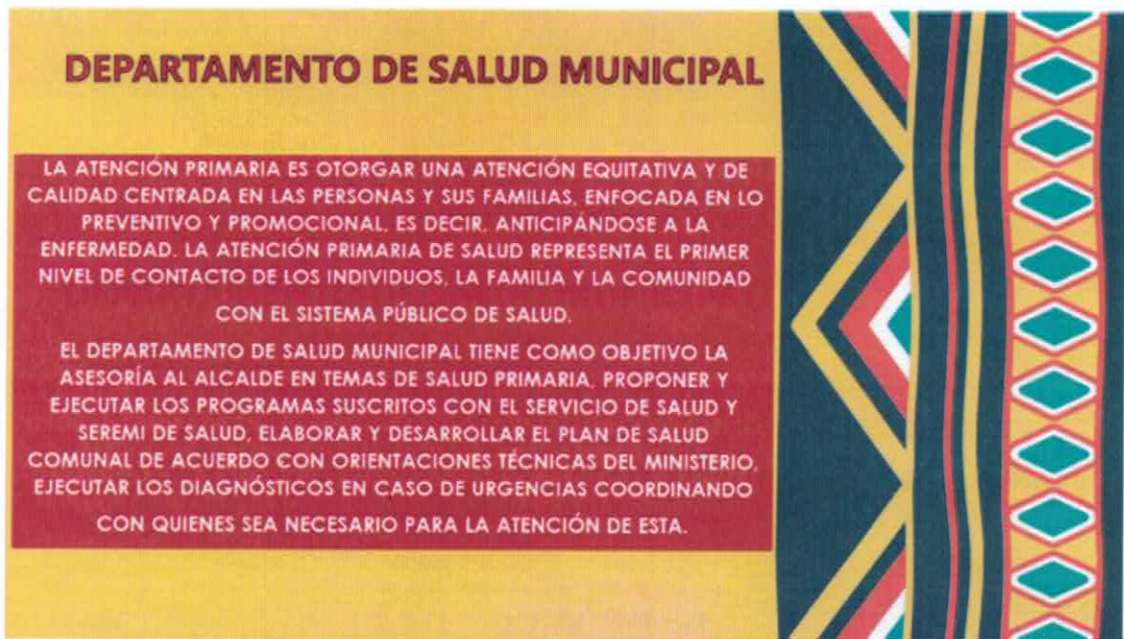 DEPARTAMENTO DE SALUD MUNICIPAL
LA ATENCIÓN PRIMARIA ES OTORGAR UNA ATENCIÓN EQUITATIVA Y DE
CALIDAD CENTRADA EN LAS PERSONAS Y SUS FAMILIAS, ENFOCADA EN LO
PREVENTIVO Y PROMOCIONAL, ES DECIR, ANTICIPÁNDOSE A LA
ENFERMEDAD. LA ATENCIÓN PRIMARIA DE SALUD REPRESENTA EL PRIMER
NIVEL DE CONTACTO DE LOS INDIVIDUOS, LA FAMILIA Y LA COMUNIDAD
CON EL SISTEMA PÚBLICO DE SALUD.
EL DEPARTAMENTO DE SALUD MUNICIPAL TIENE COMO OBJETIVO LA
ASESORÍA AL ALCALDE EN TEMAS DE SALUD PRIMARIA, PROPONER Y
EJECUTAR LOS PROGRAMAS SUSCRITOS CON EL SERVICIO DE SALUD Y
SEREMI DE SALUD, ELABORAR Y DESARROLLAR EL PLAN DE SALUD
COMUNAL DE ACUERDO CON ORIENTACIONES TÉCNICAS DEL MINISTERIO,
EJECUTAR LOS DIAGNÓSTICOS EN CASO DE URGENCIAS COORDINANDO
CON QUIENES SEA NECESARIO PARA LA ATENCIÓN DE ESTA.